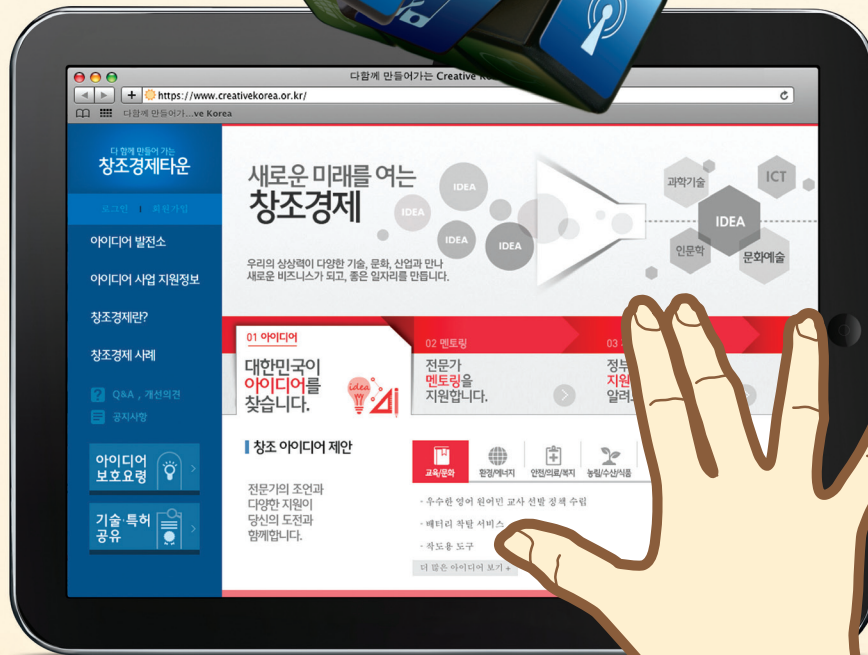 다함께 만들어가는 Creative
https://www.creativekorea.or.kr/
다함께 만들어가...ve Korea
다 함께 만들어 가는
창조경제타운
로그인 | 회원가입
아이디어 발전소
아이디어 사업 지원정보
창조경제란?
창조경제 사례
Q&A , 개선의견
공지사항
아이디어
보호요령
기술·특허
공유
새로운 미래를 여는
창조경제
우리의 상상력이 다양한 기술, 문화, 산업과 만나
새로운 비즈니스가 되고, 좋은 일자리를 만듭니다.
IDEA
IDEA
IDEA
IDEA
과학기술
ICT
IDEA
인문학
문화예술
01 아이디어
대한민국이
아이디어를
찾습니다.
idea
02 멘토링
전문가
멘토링을
지원합니다.
03
정부
지원
알려
창조 아이디어 제안
전문가의 조언과
다양한 지원이
당신의 도전과
함께합니다.
교육/문화
환경/에너지
안전/의료/복지
농림/수산/식품
- 우수한 영어 원어민 교사 선발 정책 수립
- 배터리 착탈 서비스
- 작도용 도구
더 많은 아이디어 보기 +